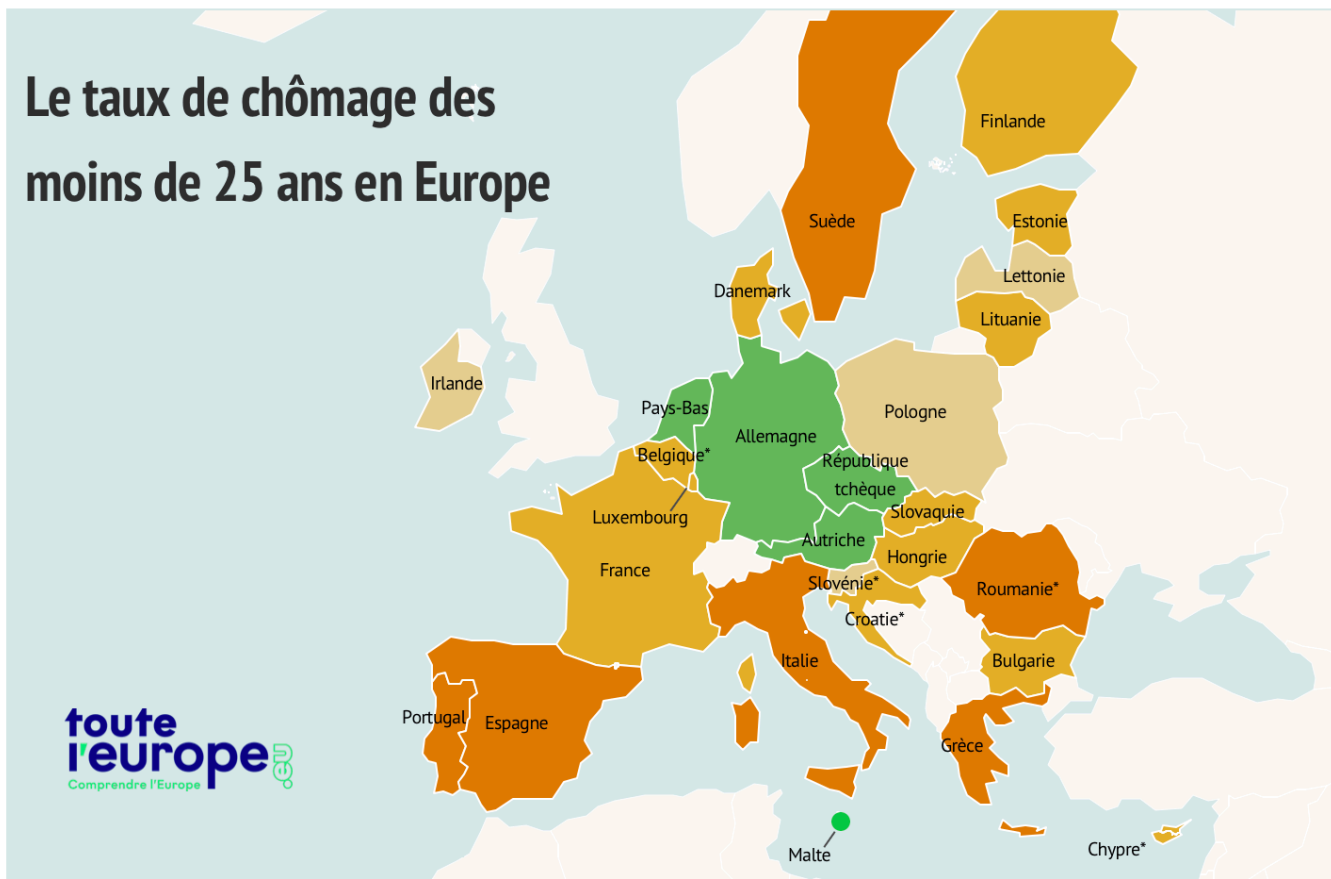 Le taux de chômage des
moins de 25 ans en Europe
Finlande
Suède
Estonie
Lettonie
Danemark
Lituanie
Irlande
Pays-Bas
Pologne
Allemagne
Belgique*
République
tchèque
Luxembourg
Slovaquie
Autriche
Hongrie
France
Slovénie*
Roumanie*
Croatie*
Italie
Bulgarie
Portugal
Espagne
Grèce
toute
l'europe.eu
Comprendre l'Europe
Malte
Chypre*